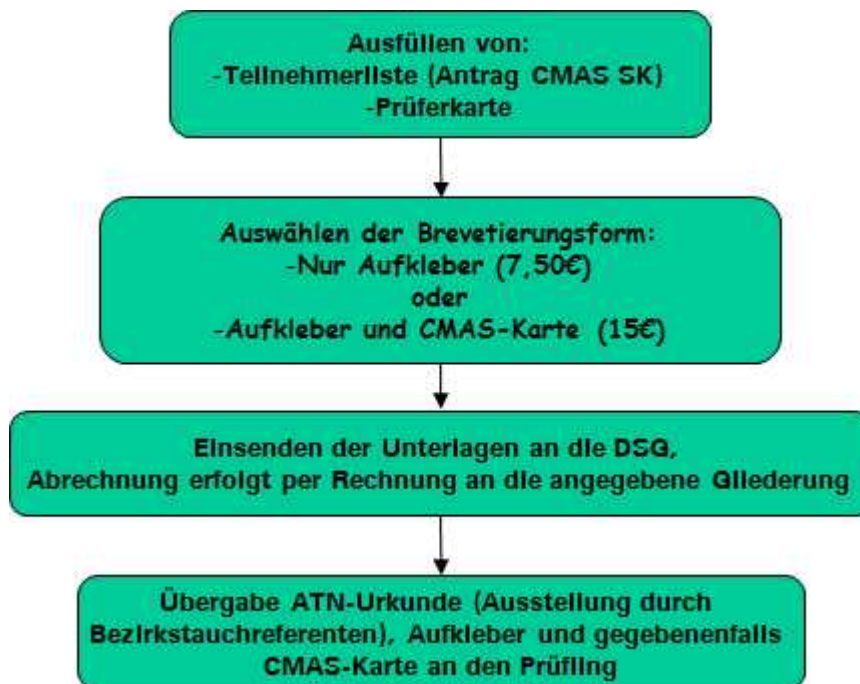 Ausfüllen von:
-Teilnehmerliste (Antrag CMAS SK)
-Prüferkarte
Auswählen der Brevetierungsform:
-Nur Aufkleber (7,50€)
oder
-Aufkleber und CMAS-Karte (15€)
Einsenden der Unterlagen an die DSG,
Abrechnung erfolgt per Rechnung an die angegebene Gliederung
Übergabe ATN-Urkunde (Ausstellung durch
Bezirkstauchreferenten), Aufkleber und gegebenenfalls
CMAS-Karte an den Prüfling